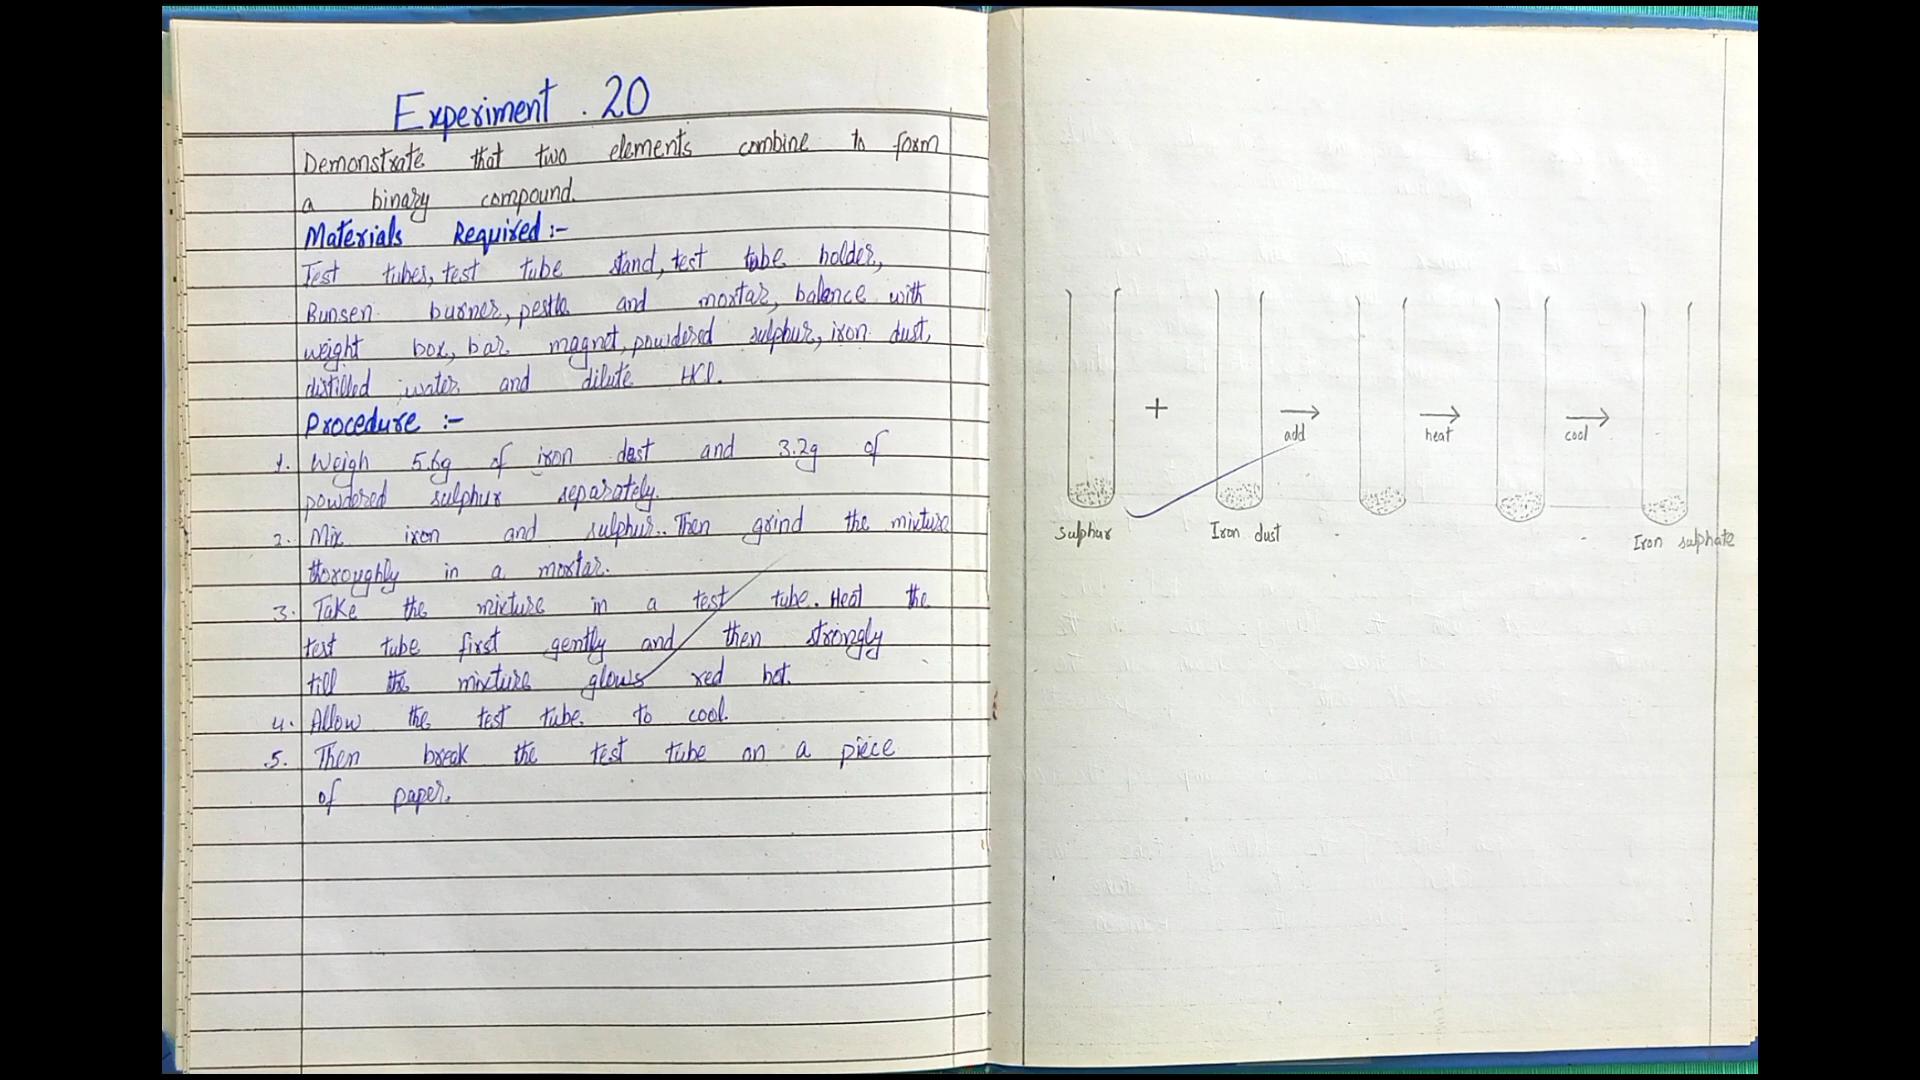 Experiment . 20
Demonstrate that two elements combine to form
a binary compound.
Materials Required :-
Test tubes, test tube stand, test tube holder,
Bunsen burner, pestle and mortar, balance with
weight box, bar magnet, powdered sulphur, iron dust,
distilled water and dilute HCl.
Procedure :-
1. Weigh 5.6g of iron dust and 3.2g of
powdered sulphur separately.
2. Mix iron and sulphur. Then grind the mixture
thoroughly in a mortar.
3. Take the mixture in a test tube. Heat the
test tube first gently and then strongly
till the mixture glows red hot.
4. Allow the test tube to cool.
5. Then break the test tube on a piece
of paper.
+ → → →
add heat cool
Sulphur Iron dust Iron sulphate